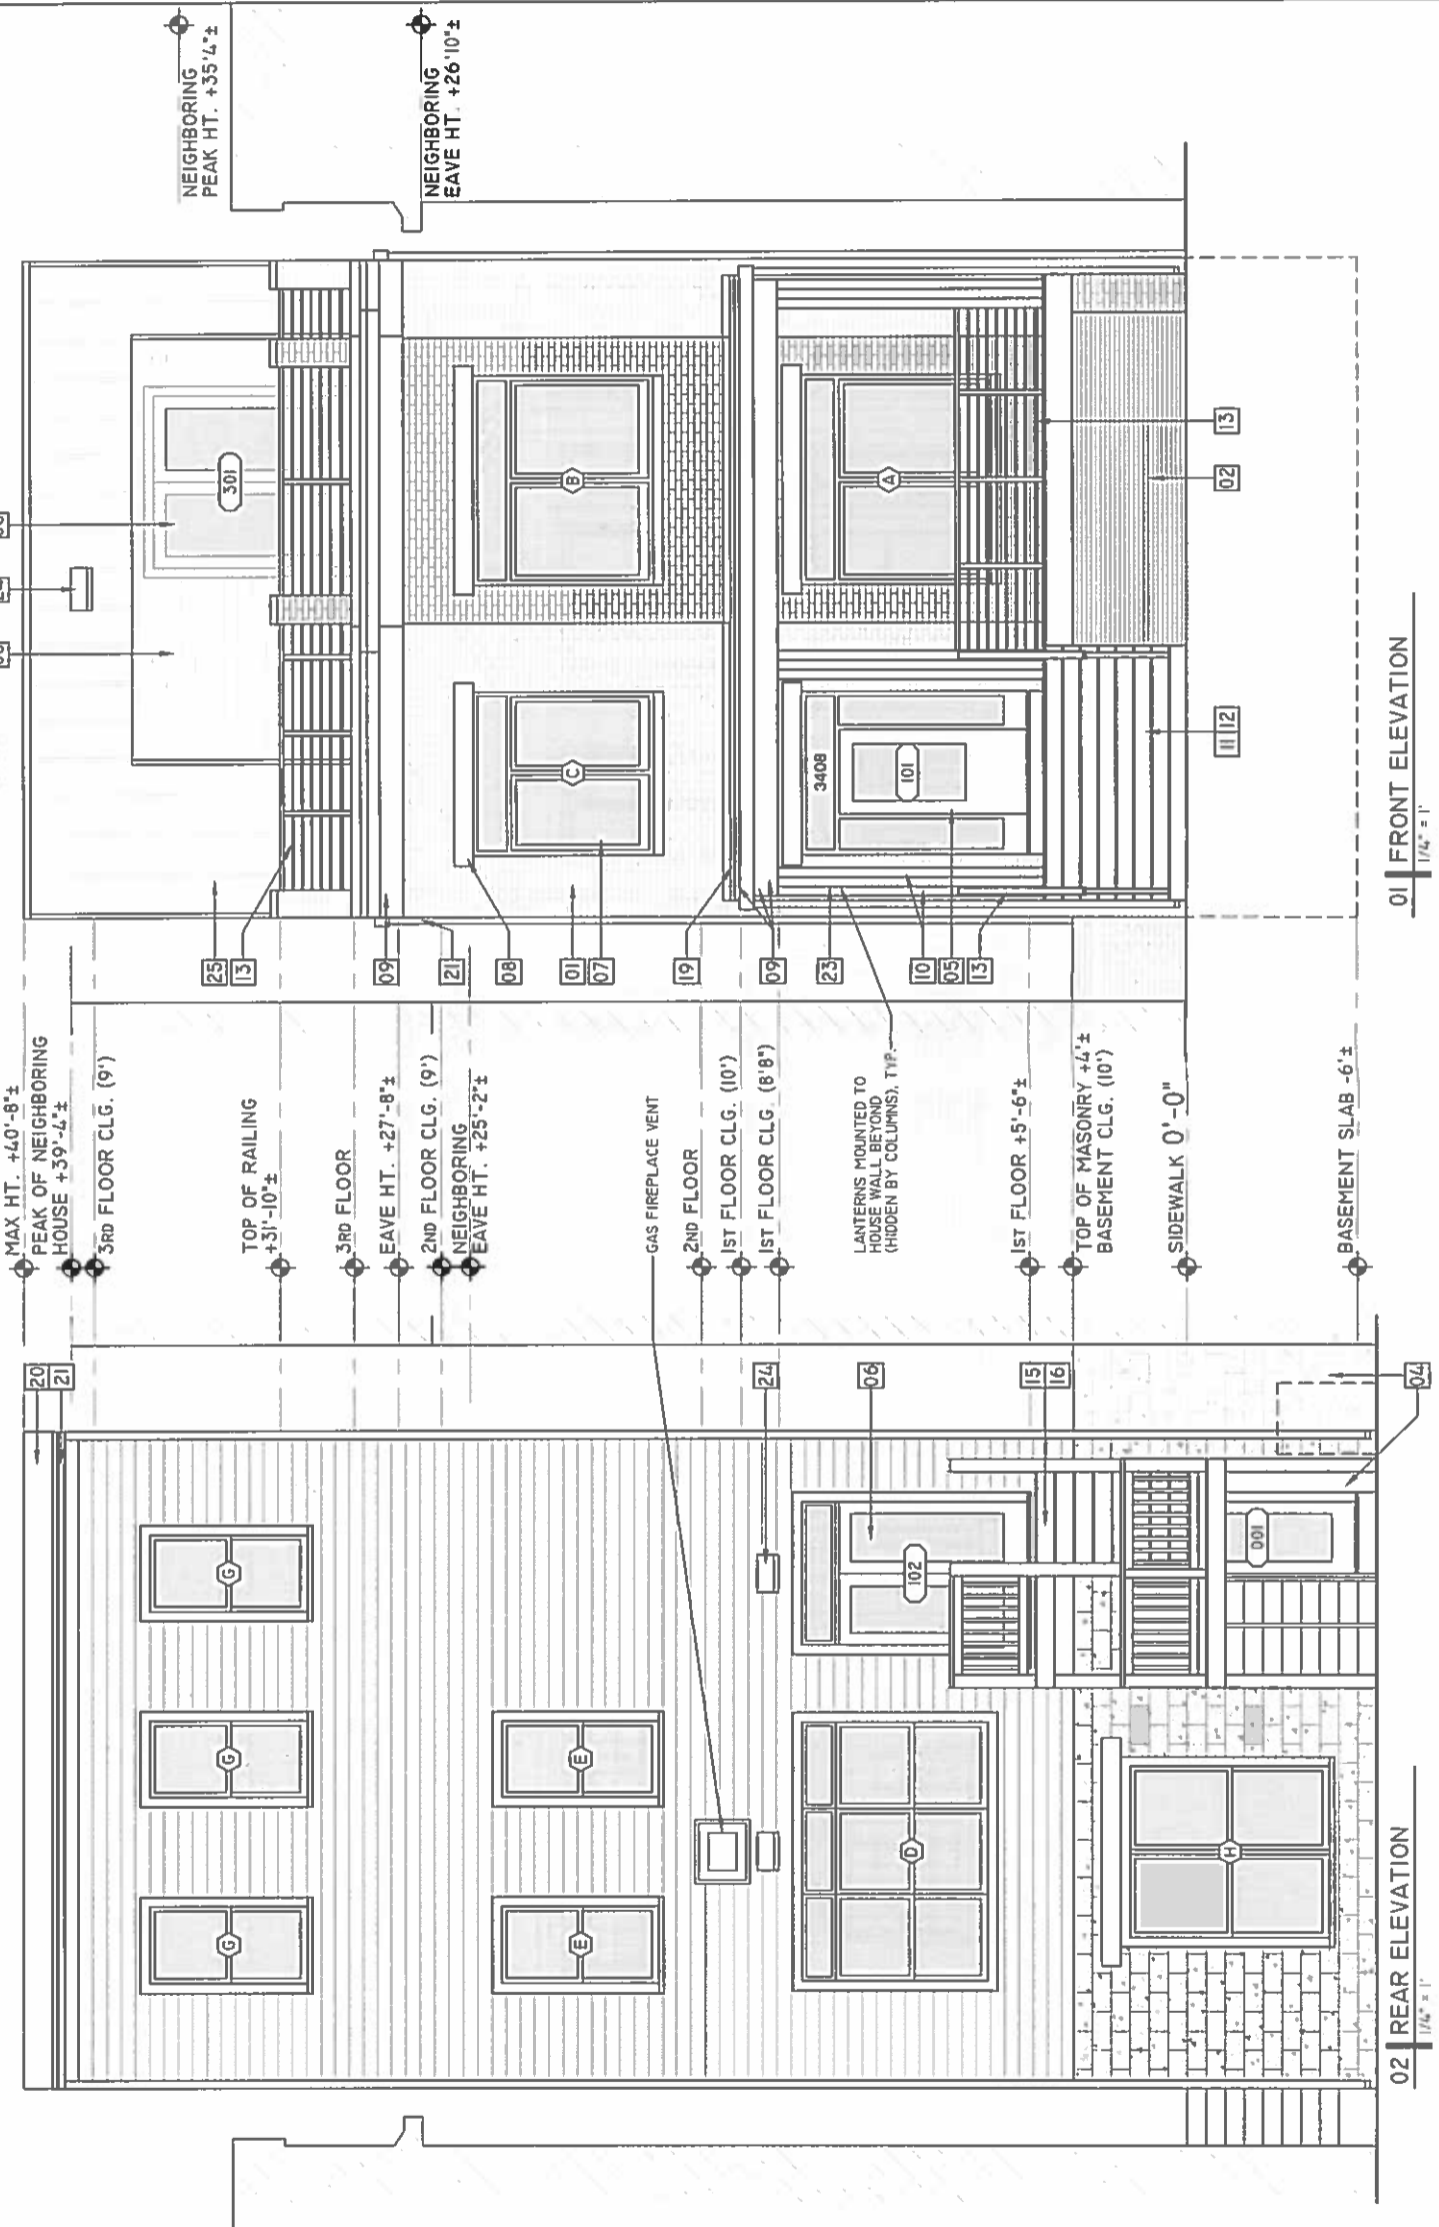 20
21
G
G
G
E
E
GAS FIREPLACE VENT
24
06
102
15
16
D
H
001
04
02 REAR ELEVATION
1/4" = 1'
MAX HT. +40'-8"±
PEAK OF NEIGHBORING
HOUSE +39'-4"±
3RD FLOOR CLG. (9')
TOP OF RAILING
+31'-10"±
3RD FLOOR
EAVE HT. +27'-8"±
2ND FLOOR CLG. (9')
NEIGHBORING
EAVE HT. +25'-2"±
2ND FLOOR
1ST FLOOR CLG. (10')
1ST FLOOR CLG. (8'8")
LANTERNS MOUNTED TO
HOUSE WALL BEYOND
(HIDDEN BY COLUMNS), TYP.
1ST FLOOR +5'-6"±
TOP OF MASONRY +4'±
BASEMENT CLG. (10')
SIDEWALK 0'-0"
BASEMENT SLAB -6'±
25
13
09
21
08
01
07
19
09
23
10
05
13
301
C
B
3408
101
A
11 12
02
13
01 FRONT ELEVATION
1/4" = 1'
NEIGHBORING
PEAK HT. +35'4"±
NEIGHBORING
EAVE HT. +26'10"±